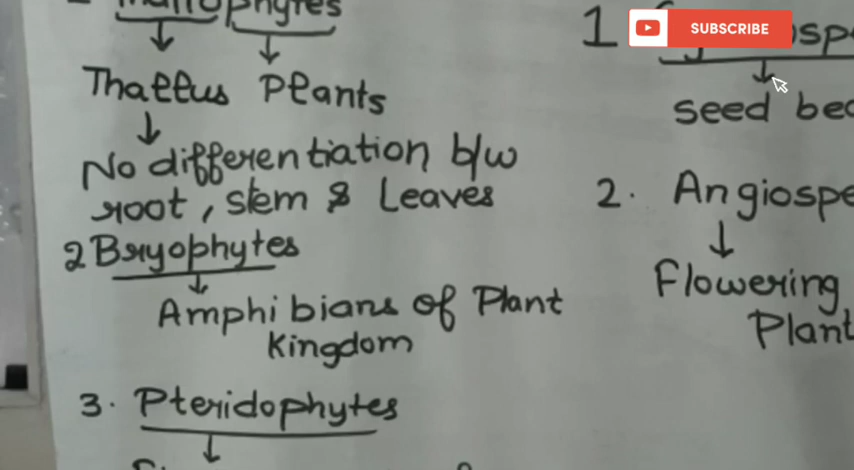 Thallus Plants
No differentiation b/w
root, stem & Leaves
2 Bryophytes
Amphibians of Plant
Kingdom
3. Pteridophytes
1
SUBSCRIBE
seed
2.
Flowering
Plant